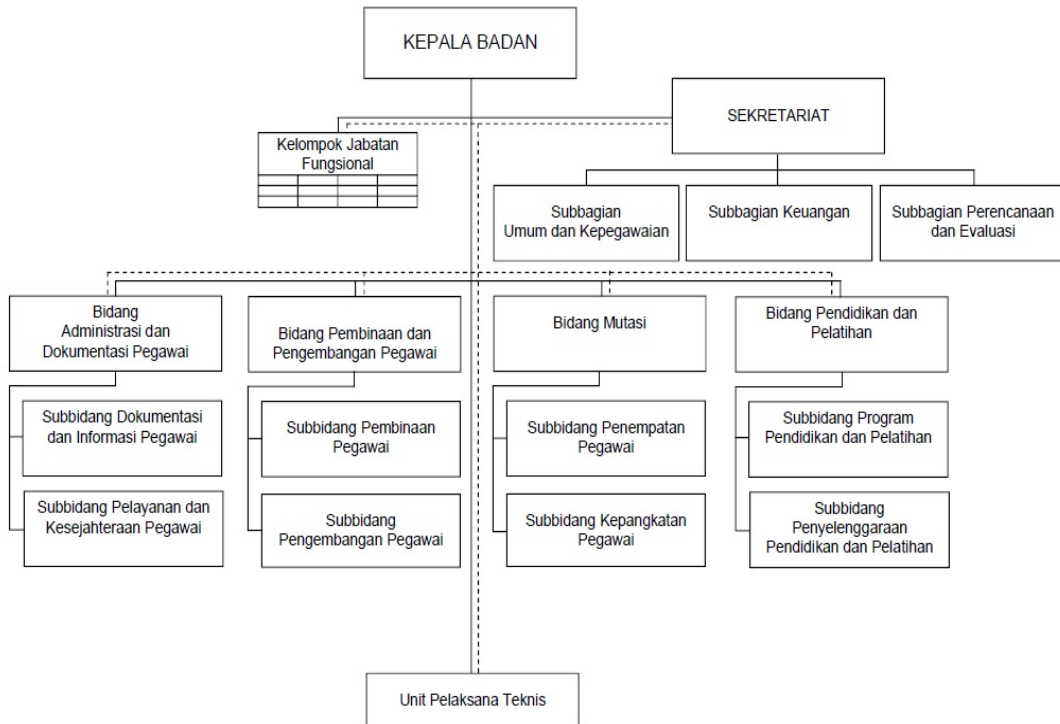 KEPALA BADAN
SEKRETARIAT
Kelompok Jabatan
Fungsional
Subbagian
Umum dan Kepegawaian
Subbagian Keuangan
Subbagian Perencanaan
dan Evaluasi
Bidang
Administrasi dan
Dokumentasi Pegawai
Bidang Pembinaan dan
Pengembangan Pegawai
Bidang Mutasi
Bidang Pendidikan dan
Pelatihan
Subbidang Dokumentasi
dan Informasi Pegawai
Subbidang Pembinaan
Pegawai
Subbidang Penempatan
Pegawai
Subbidang Program
Pendidikan dan Pelatihan
Subbidang Pelayanan dan
Kesejahteraan Pegawai
Subbidang
Pengembangan Pegawai
Subbidang Kepangkatan
Pegawai
Subbidang
Penyelenggaraan
Pendidikan dan Pelatihan
Unit Pelaksana Teknis